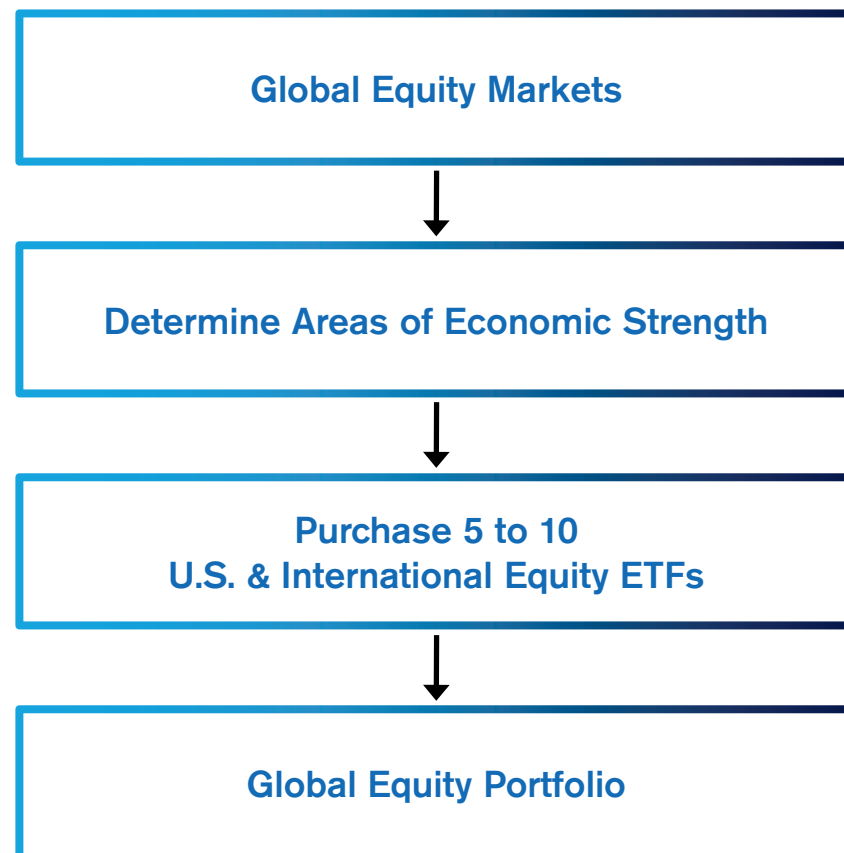 Global Equity Markets
Determine Areas of Economic Strength
Purchase 5 to 10
U.S. & International Equity ETFs
Global Equity Portfolio